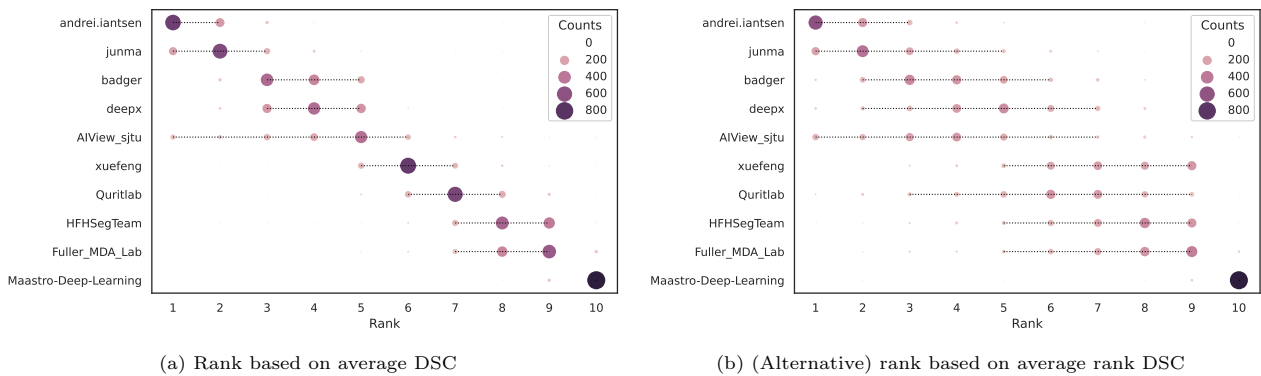 andrei.iantsen
junma
badger
deepx
AIView_sjtu
xuefeng
Quritlab
HFHSegTeam
Fuller_MDA_Lab
Maastro-Deep-Learning
Counts
0
200
400
600
800
1 2 3 4 5 6 7 8 9 10
Rank
(a) Rank based on average DSC
andrei.iantsen
junma
badger
deepx
AIView_sjtu
xuefeng
Quritlab
HFHSegTeam
Fuller_MDA_Lab
Maastro-Deep-Learning
Counts
0
200
400
600
800
1 2 3 4 5 6 7 8 9 10
Rank
(b) (Alternative) rank based on average rank DSC